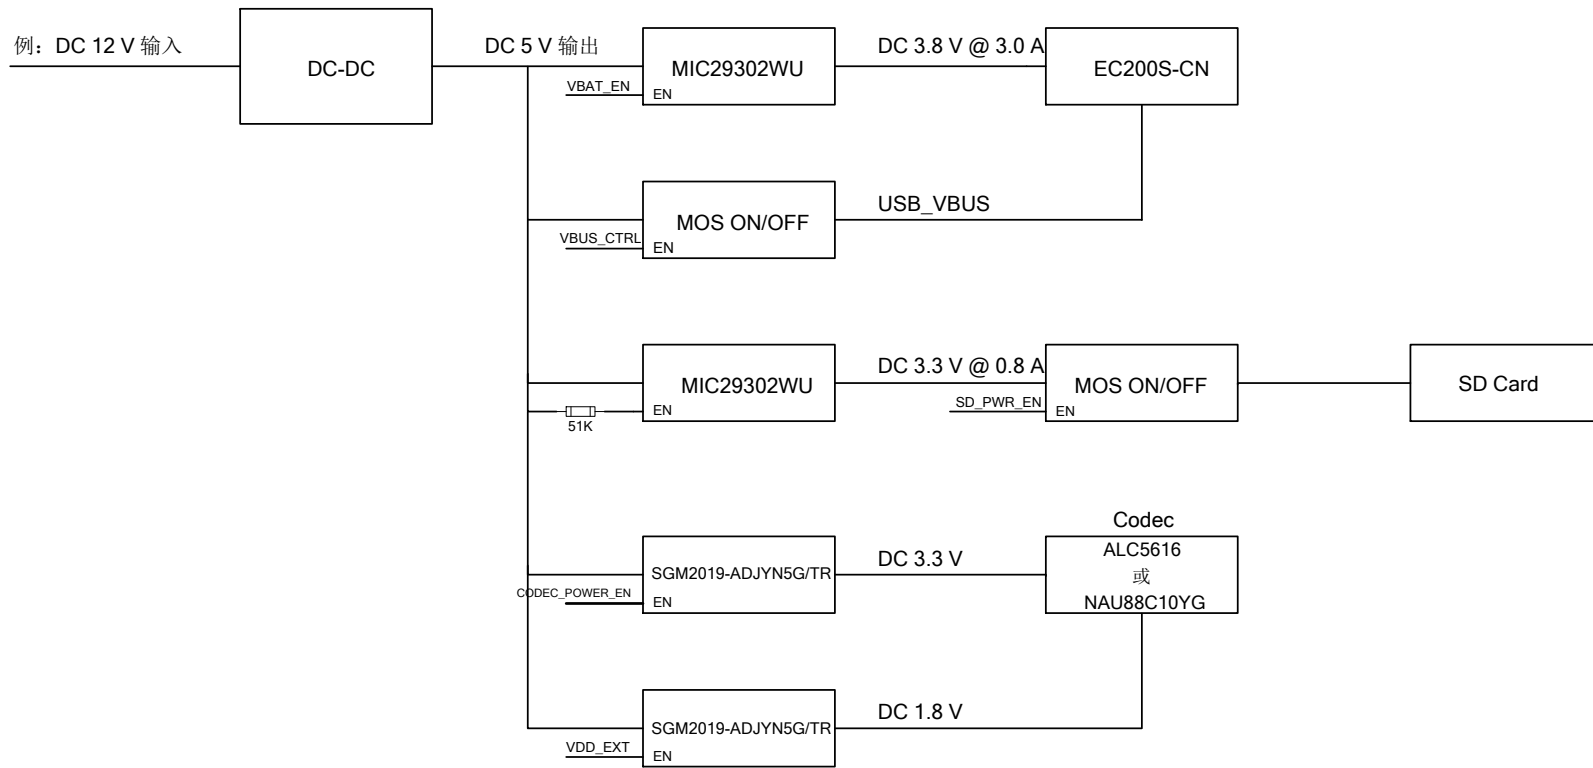 例：DC 12 V 输入
DC-DC
DC 5 V 输出
VBAT_EN
MIC29302WU
EN
DC 3.8 V @ 3.0 A
EC200S-CN
VBUS_CTRL
MOS ON/OFF
EN
USB_VBUS
51K
MIC29302WU
EN
DC 3.3 V @ 0.8 A
SD_PWR_EN
MOS ON/OFF
EN
SD Card
CODEC_POWER_EN
SGM2019-ADJYN5G/TR
EN
DC 3.3 V
Codec
ALC5616
或
NAU88C10YG
VDD_EXT
SGM2019-ADJYN5G/TR
EN
DC 1.8 V